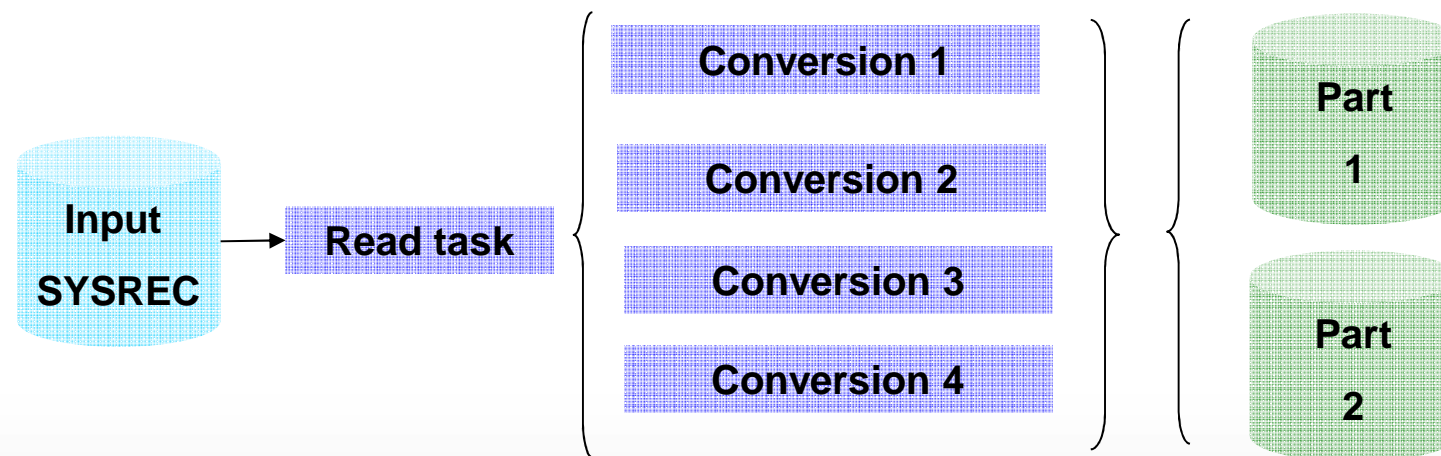 Input
SYSREC
Read task
Conversion 1
Conversion 2
Conversion 3
Conversion 4
Part
1
Part
2